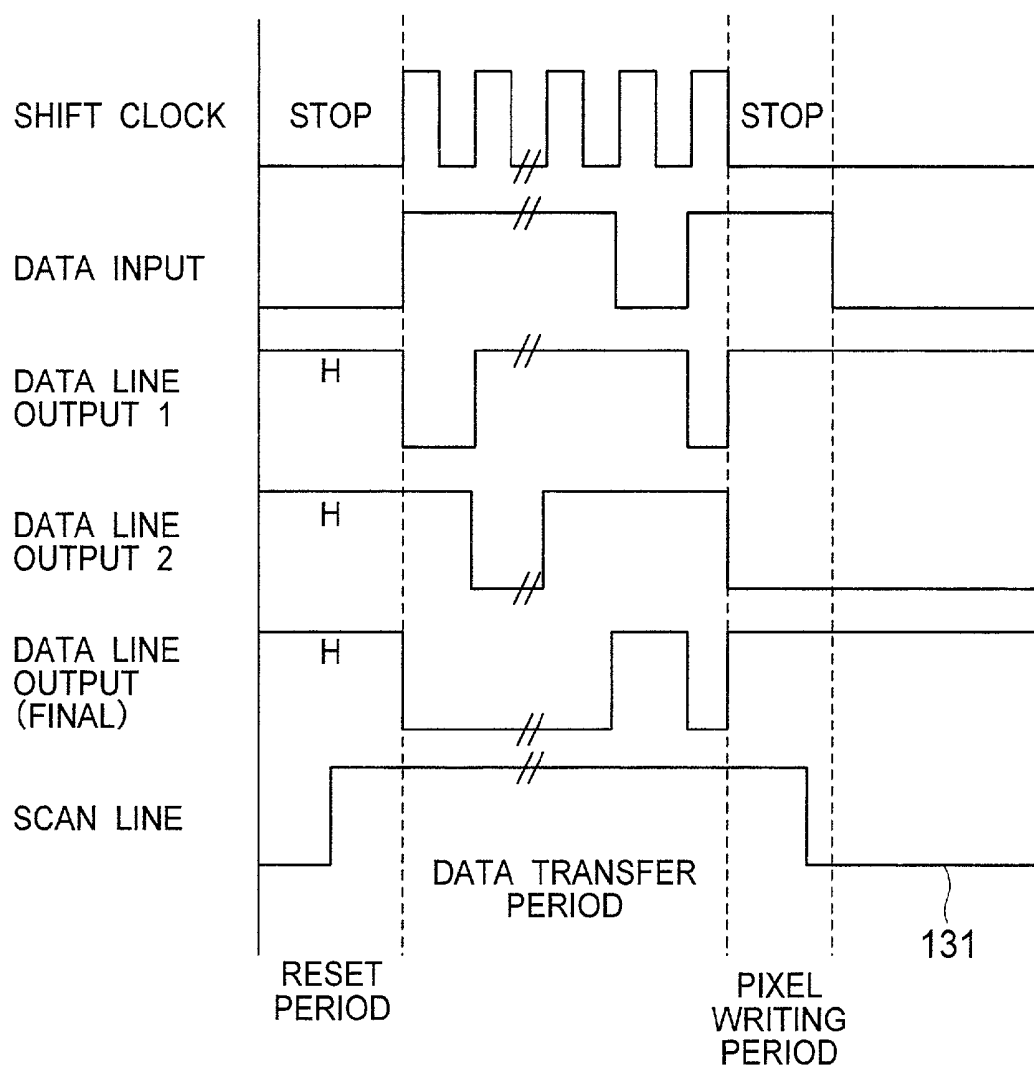 SHIFT CLOCK
STOP
STOP
DATA INPUT
DATA LINE
OUTPUT 1
H
DATA LINE
OUTPUT 2
H
DATA LINE
OUTPUT
(FINAL)
H
SCAN LINE
DATA TRANSFER
PERIOD
131
RESET
PERIOD
PIXEL
WRITING
PERIOD